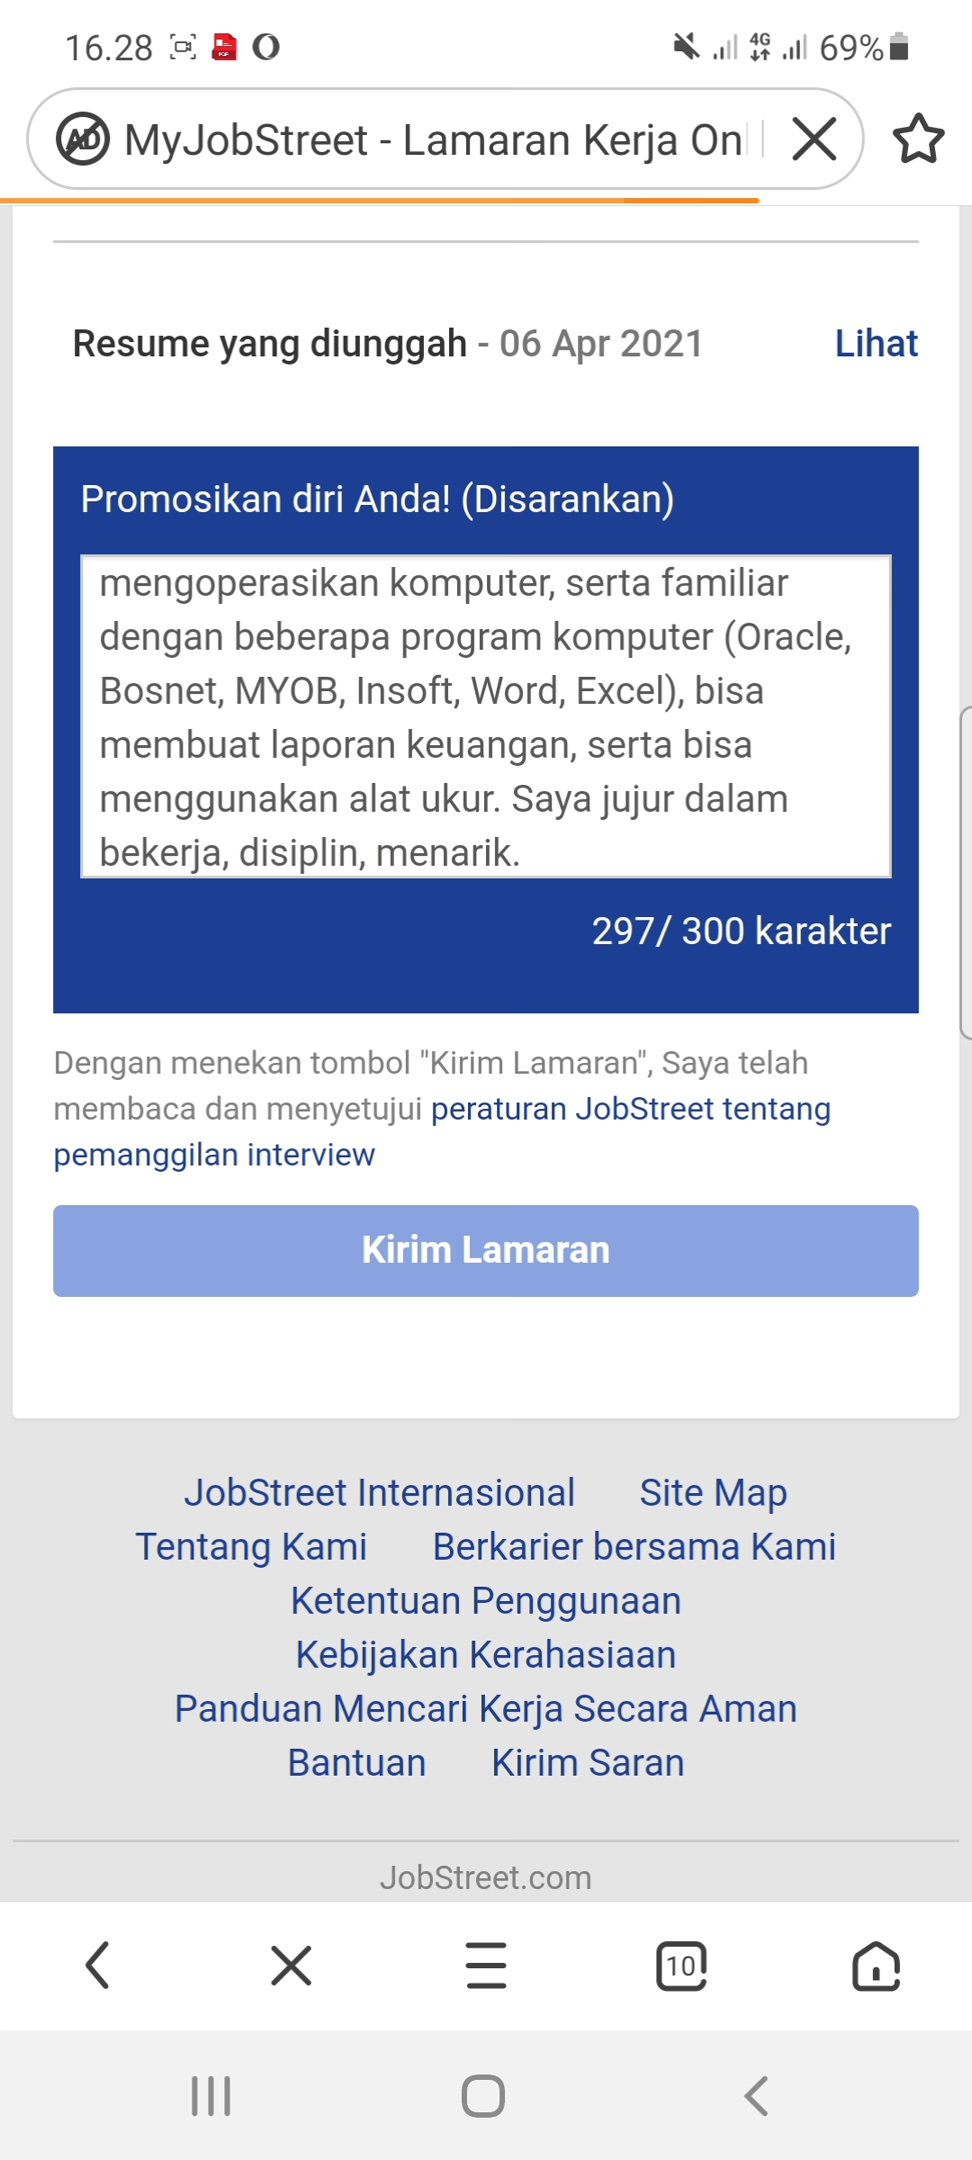 16.28 4G 69%
MyJobStreet - Lamaran Kerja On
Resume yang diunggah - 06 Apr 2021 Lihat
Promosikan diri Anda! (Disarankan)
mengoperasikan komputer, serta familiar
dengan beberapa program komputer (Oracle,
Bosnet, MYOB, Insoft, Word, Excel), bisa
membuat laporan keuangan, serta bisa
menggunakan alat ukur. Saya jujur dalam
bekerja, disiplin, menarik.
297/ 300 karakter
Dengan menekan tombol "Kirim Lamaran", Saya telah
membaca dan menyetujui peraturan JobStreet tentang
pemanggilan interview
Kirim Lamaran
JobStreet Internasional Site Map
Tentang Kami Berkarier bersama Kami
Ketentuan Penggunaan
Kebijakan Kerahasiaan
Panduan Mencari Kerja Secara Aman
Bantuan Kirim Saran
JobStreet.com
10